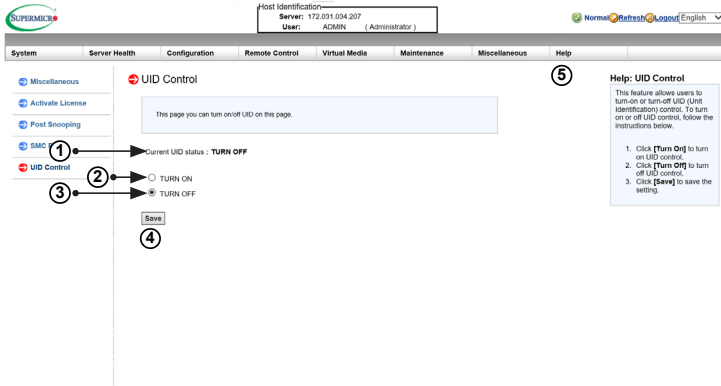 Host Identification
SUPERMICR
Server: 172.031.034.207
User: ADMIN ( Administrator )
Normal Refresh Logout English
System Server Health Configuration Remote Control Virtual Media Maintenance Miscellaneous Help
Miscellaneous
Activate License
Post Snooping
SMC
UID Control
UID Control
This page you can turn on/off UID on this page.
1
Current UID status : TURN OFF
2
TURN ON
3
TURN OFF
Save
4
5
Help: UID Control
This feature allows users to
turn-on or turn-off UID (Unit
Identification) control. To turn
on or off UID control, follow the
instructions below.
1. Click [Turn On] to turn
on UID control.
2. Click [Turn Off] to turn
off UID control.
3. Click [Save] to save the
setting.